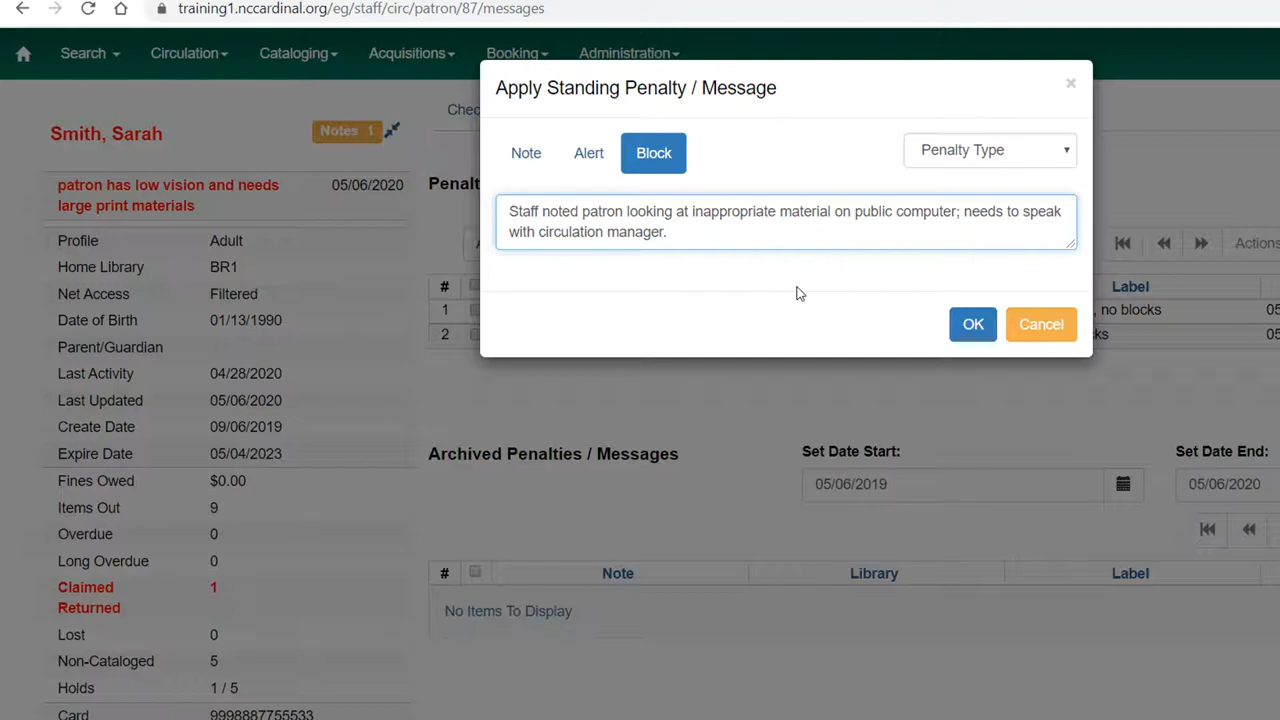 training1.nccardinal.org/eg/staff/circ/patron/87/messages
Search Circulation Cataloging Acquisitions Booking Administration
Apply Standing Penalty / Message ×
Note Alert Block Penalty Type
Staff noted patron looking at inappropriate material on public computer; needs to speak
with circulation manager.
OK Cancel
Smith, Sarah Notes 1
patron has low vision and needs 05/06/2020
large print materials
Profile Adult
Home Library BR1
Net Access Filtered
Date of Birth 01/13/1990
Parent/Guardian
Last Activity 04/28/2020
Last Updated 05/06/2020
Create Date 09/06/2019
Expire Date 05/04/2023
Fines Owed $0.00
Items Out 9
Overdue 0
Long Overdue 0
Claimed 1
Returned
Lost 0
Non-Cataloged 5
Holds 1 / 5
Card 9998887755533
Chec
Penalt
Actions
# Label
1 , no blocks 05
2 cks 05
Archived Penalties / Messages Set Date Start: Set Date End:
05/06/2019 05/06/2020
# Note Library Label
No Items To Display